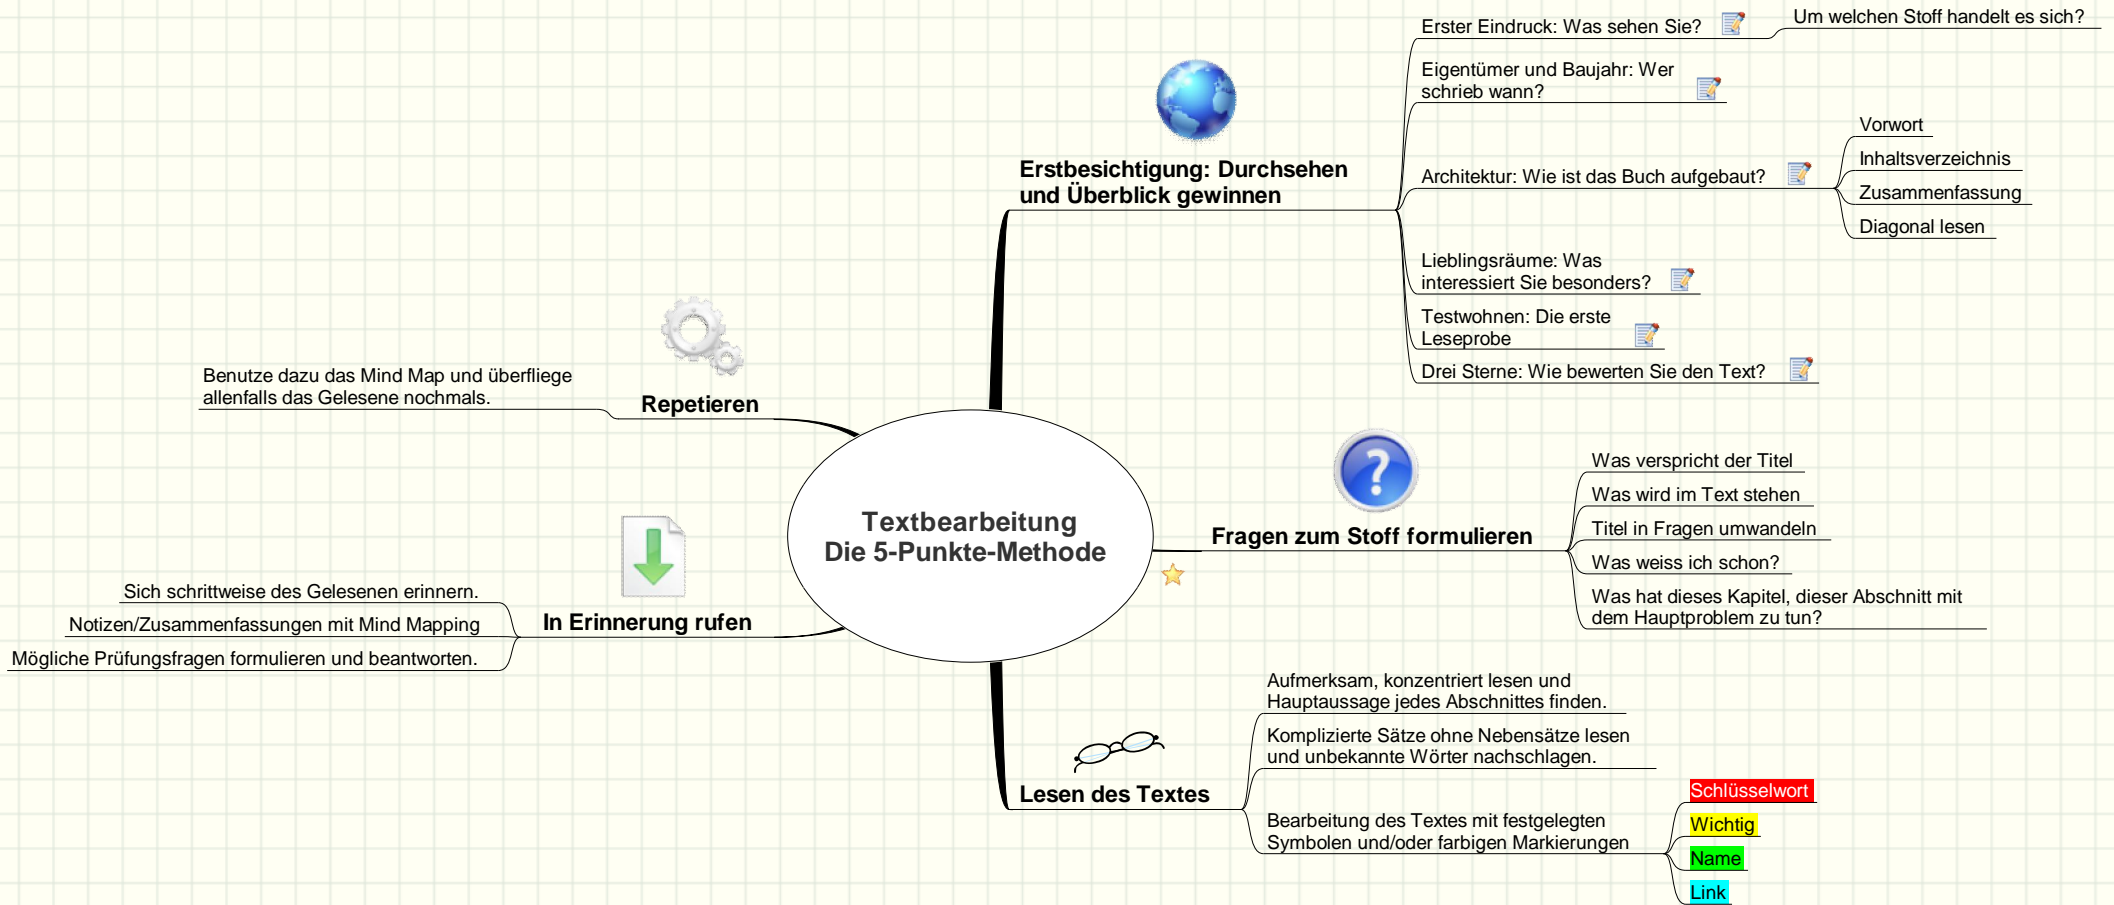 Textbearbeitung
Die 5-Punkte-Methode
Erstbesichtigung: Durchsehen
und Überblick gewinnen
Erster Eindruck: Was sehen Sie?
Um welchen Stoff handelt es sich?
Eigentümer und Baujahr: Wer
schrieb wann?
Architektur: Wie ist das Buch aufgebaut?
Vorwort
Inhaltsverzeichnis
Zusammenfassung
Diagonal lesen
Lieblingsräume: Was
interessiert Sie besonders?
Testwohnen: Die erste
Leseprobe
Drei Sterne: Wie bewerten Sie den Text?
Fragen zum Stoff formulieren
Was verspricht der Titel
Was wird im Text stehen
Titel in Fragen umwandeln
Was weiss ich schon?
Was hat dieses Kapitel, dieser Abschnitt mit
dem Hauptproblem zu tun?
Lesen des Textes
Aufmerksam, konzentriert lesen und
Hauptaussage jedes Abschnittes finden.
Komplizierte Sätze ohne Nebensätze lesen
und unbekannte Wörter nachschlagen.
Bearbeitung des Textes mit festgelegten
Symbolen und/oder farbigen Markierungen
Schlüsselwort
Wichtig
Name
Link
In Erinnerung rufen
Sich schrittweise des Gelesenen erinnern.
Notizen/Zusammenfassungen mit Mind Mapping
Mögliche Prüfungsfragen formulieren und beantworten.
Repetieren
Benutze dazu das Mind Map und überfliege
allenfalls das Gelesene nochmals.